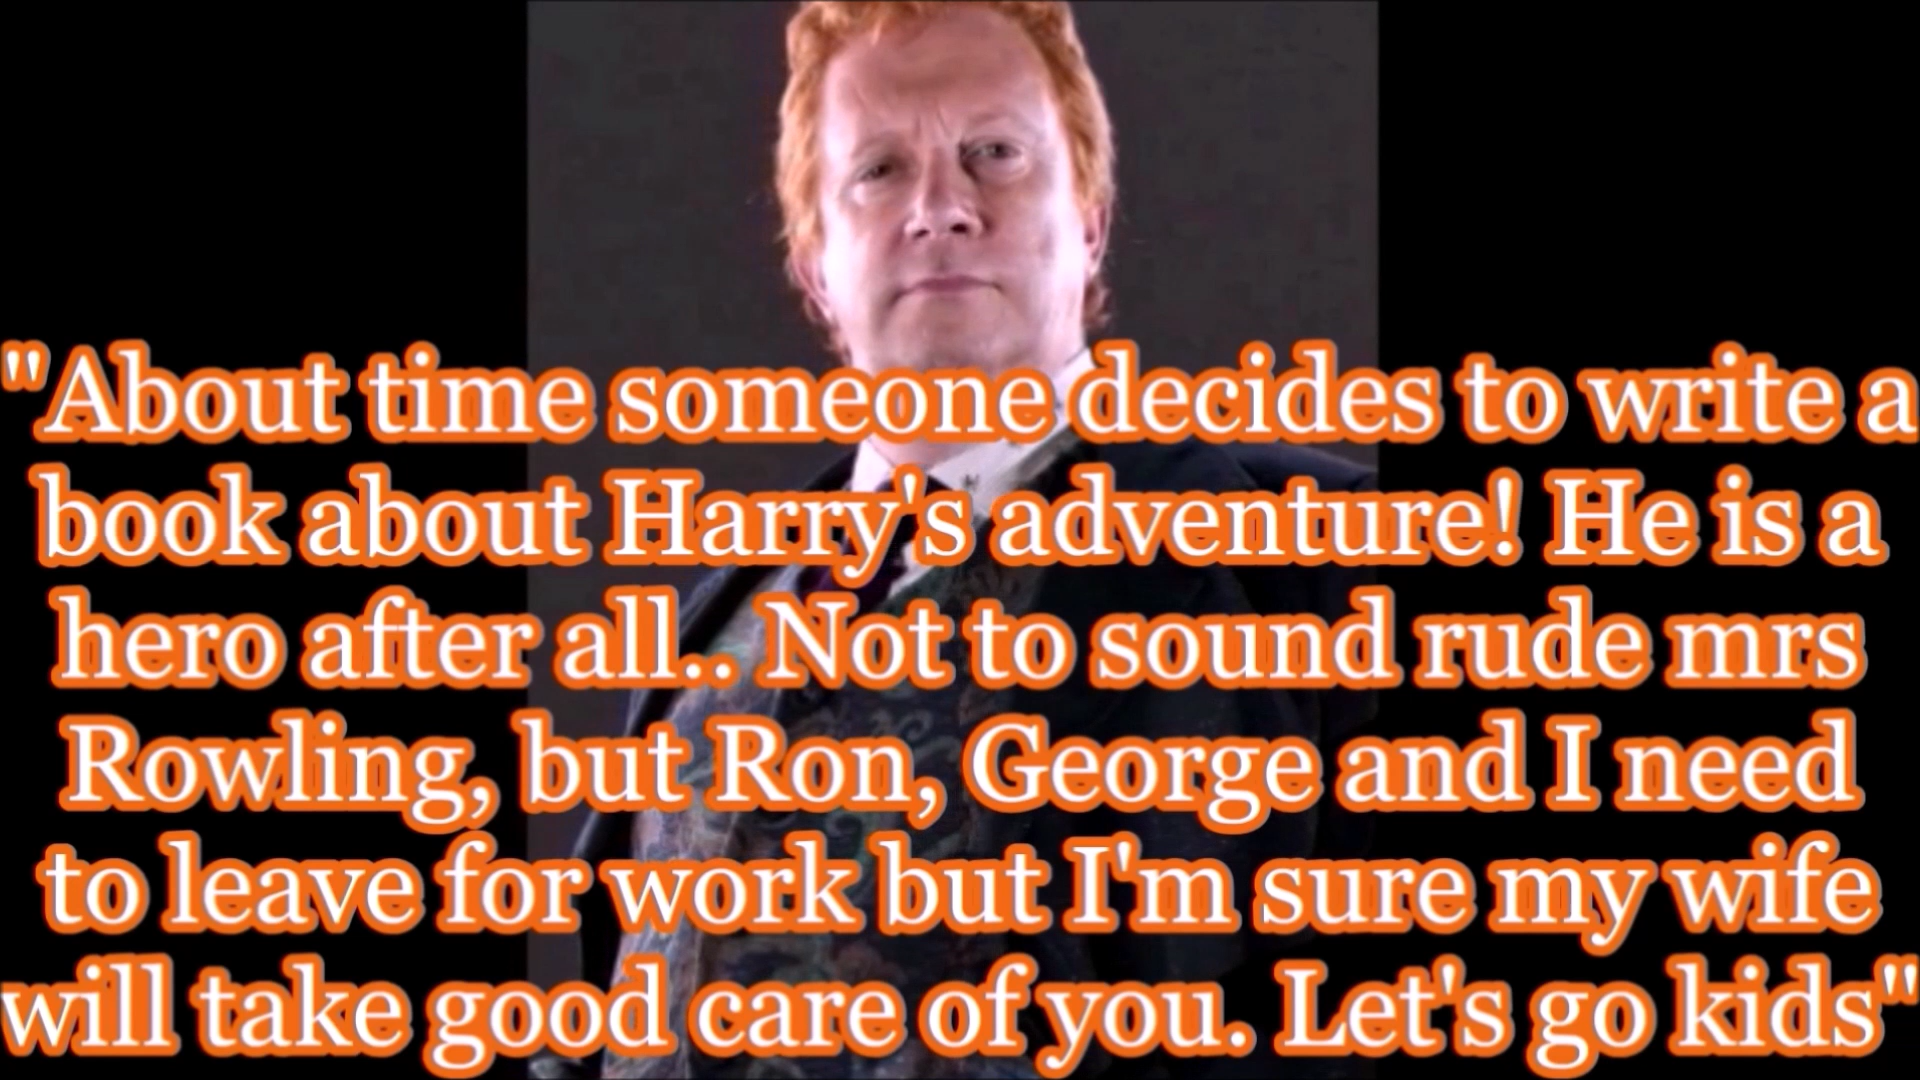 "About time someone decides to write a
book about Harry's adventure! He is a
hero after all.. Not to sound rude mrs
Rowling, but Ron, George and I need
to leave for work but I'm sure my wife
will take good care of you. Let's go kids"